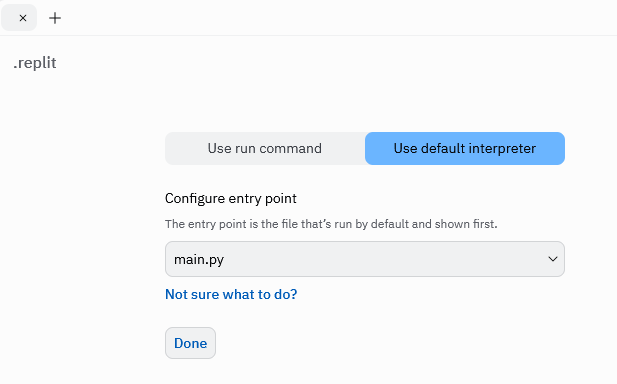 .replit
Use run command
Use default interpreter
Configure entry point
The entry point is the file that's run by default and shown first.
main.py
Not sure what to do?
Done